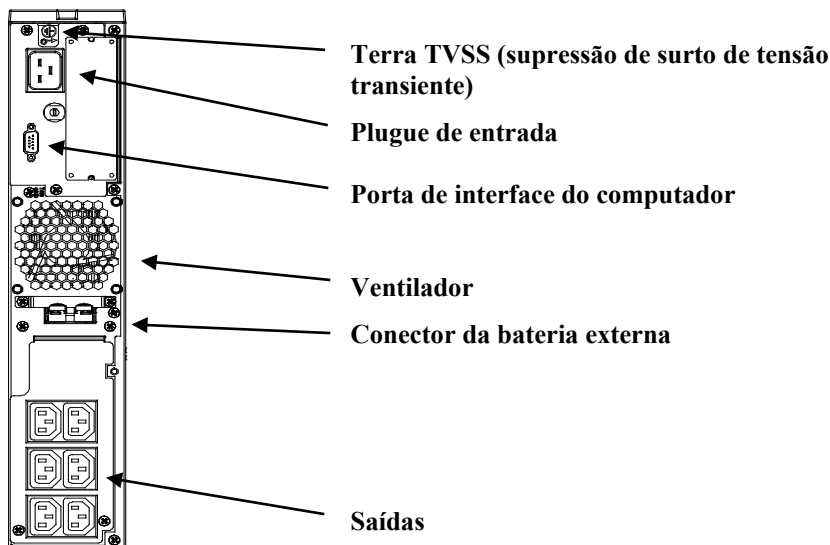 Terra TVSS (supressão de surto de tensão
transiente)
Plugue de entrada
Porta de interface do computador
Ventilador
Conector da bateria externa
Saídas